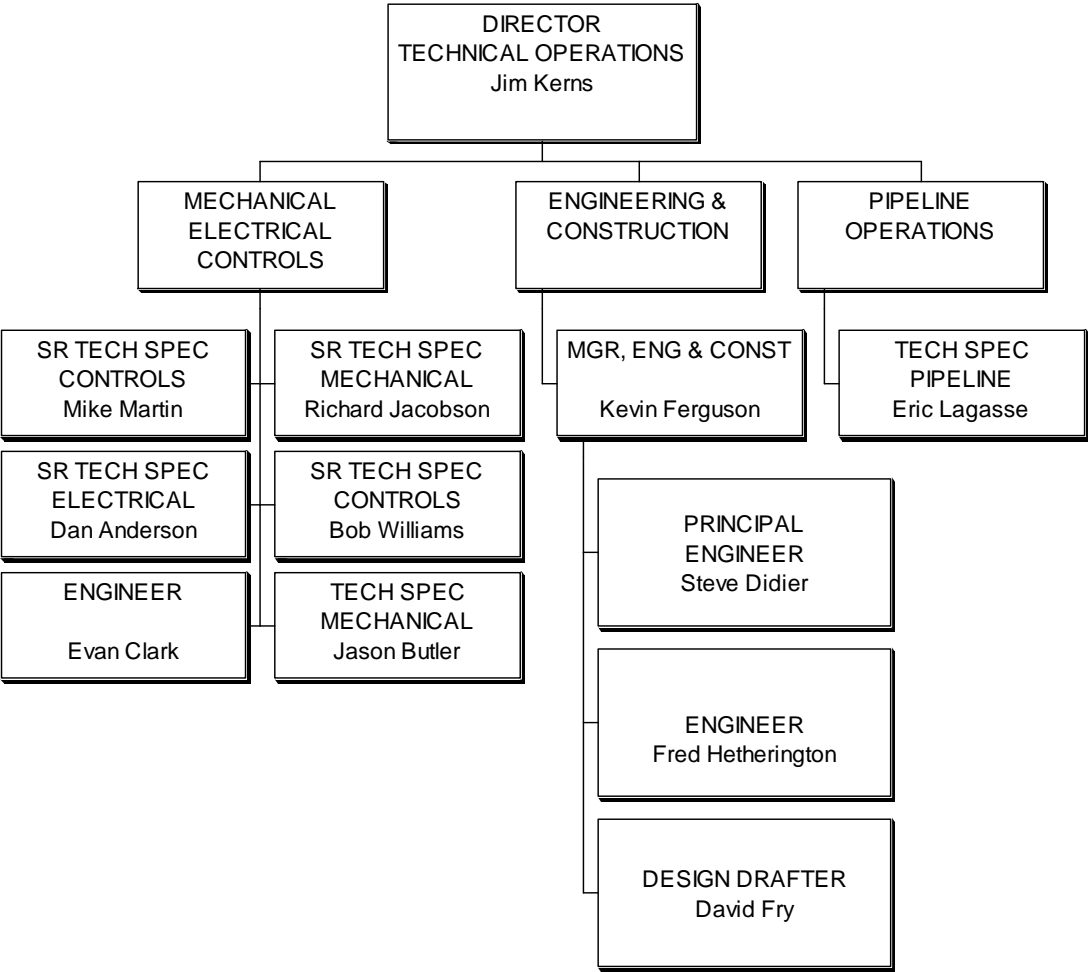 DIRECTOR
TECHNICAL OPERATIONS
Jim Kerns
MECHANICAL
ELECTRICAL
CONTROLS
ENGINEERING &
CONSTRUCTION
PIPELINE
OPERATIONS
SR TECH SPEC
CONTROLS
Mike Martin
SR TECH SPEC
MECHANICAL
Richard Jacobson
MGR, ENG & CONST
Kevin Ferguson
TECH SPEC
PIPELINE
Eric Lagasse
SR TECH SPEC
ELECTRICAL
Dan Anderson
SR TECH SPEC
CONTROLS
Bob Williams
PRINCIPAL
ENGINEER
Steve Didier
ENGINEER
Evan Clark
TECH SPEC
MECHANICAL
Jason Butler
ENGINEER
Fred Hetherington
DESIGN DRAFTER
David Fry